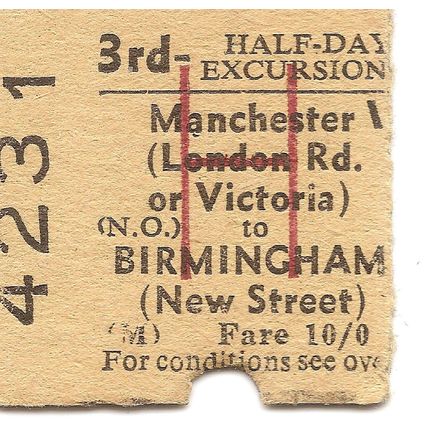 3rd- HALF-DAY
EXCURSION
Manchester
(London Rd.
or Victoria)
(N.O.) to
BIRMINGHAM
(New Street)
(M) Fare 10/0
For conditions see
4231